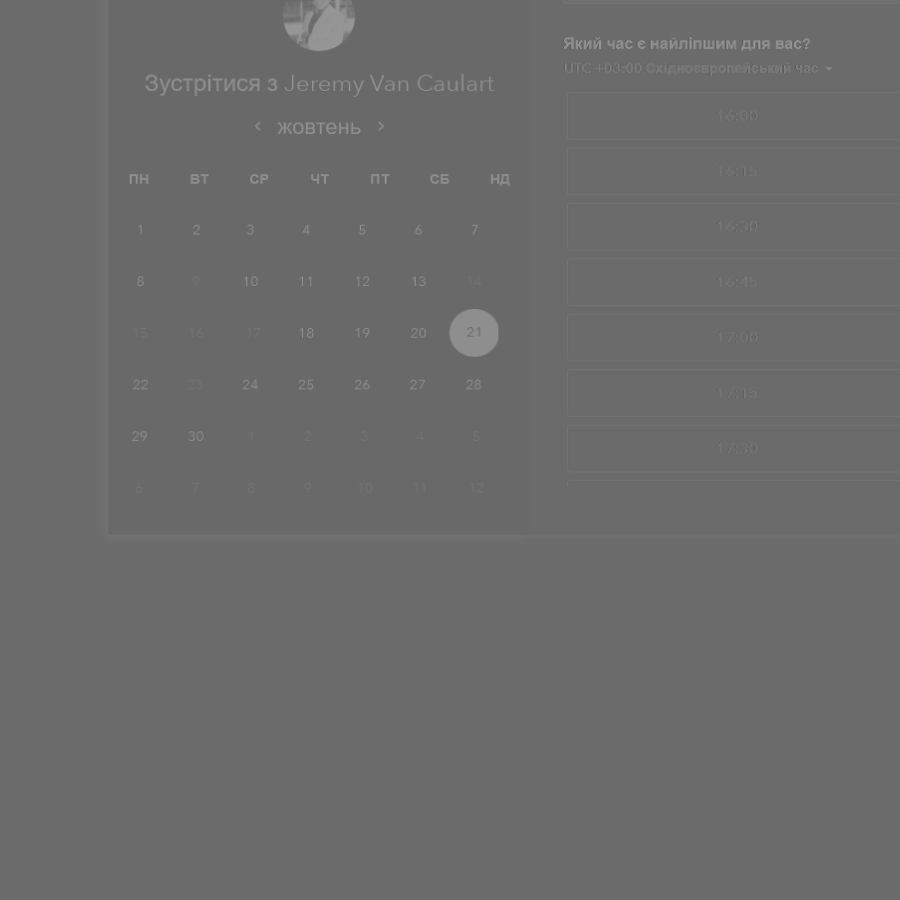 Зустрітися з Jeremy Van Caulart
жовтень
ПН ВТ СР ЧТ ПТ СБ НД
1 2 3 4 5 6 7
8 9 10 11 12 13 14
15 16 17 18 19 20 21
22 23 24 25 26 27 28
29 30 1 2 3 4 5
6 7 8 9 10 11 12
Який час є найліпшим для вас?
UTC +03:00 Східноєвропейський час
16:00
16:15
16:30
16:45
17:00
17:15
17:30